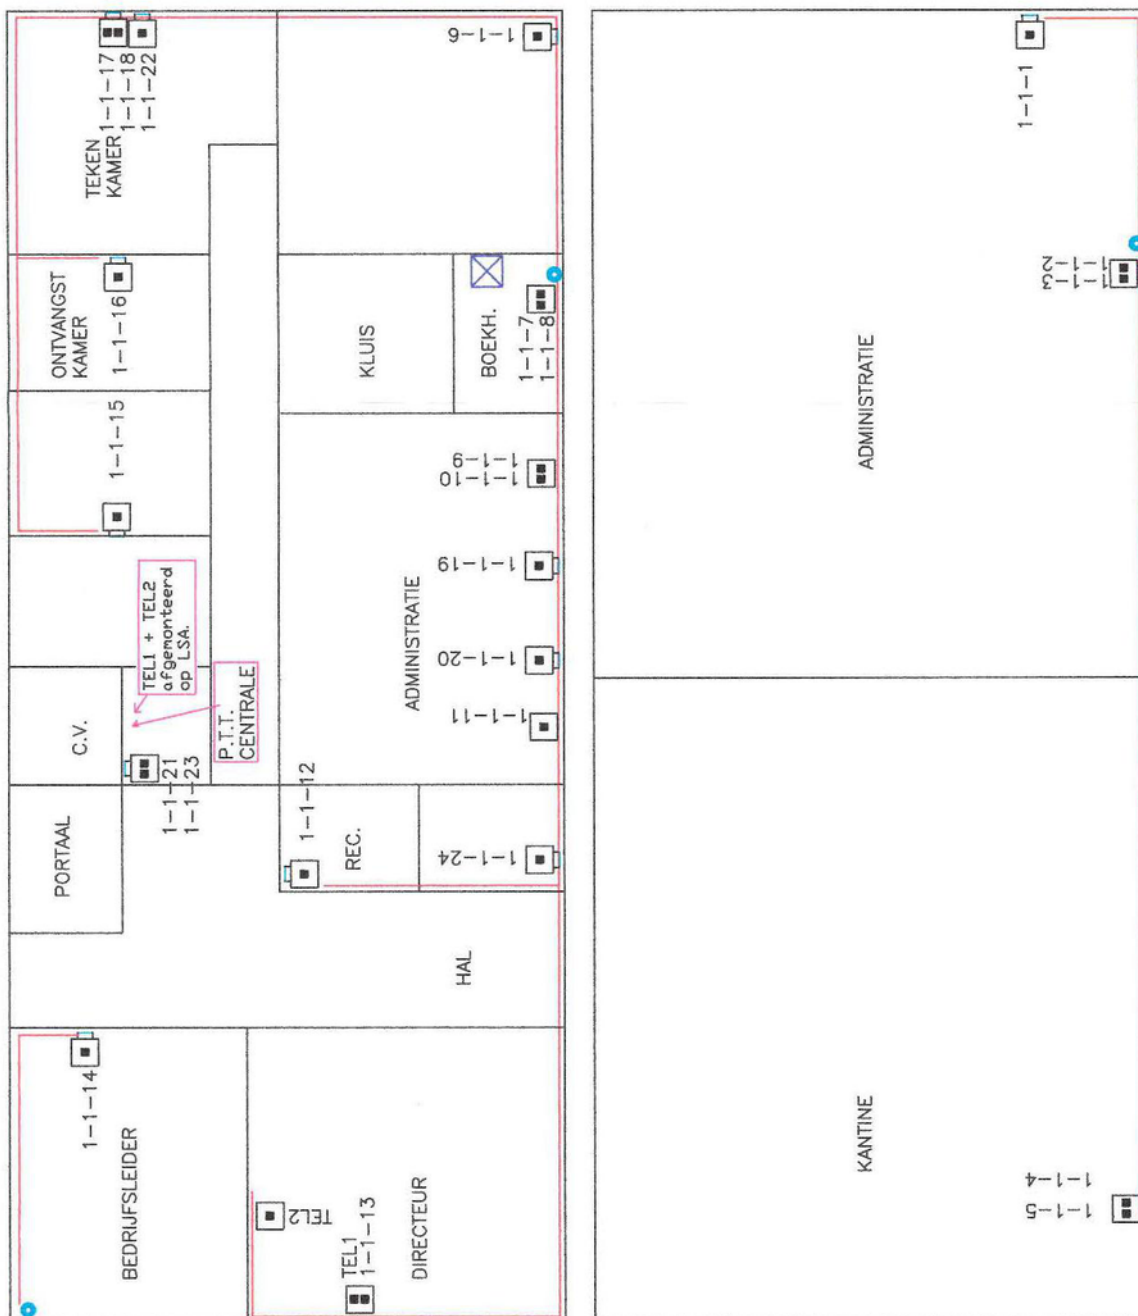 TEKEN
KAMER
1-1-17
1-1-18
1-1-22
1-1-6
ONTVANGST
KAMER
1-1-16
1-1-15
KLUIS
BOEKH.
1-1-7
1-1-8
1-1-9
1-1-10
1-1-19
1-1-20
1-1-11
ADMINISTRATIE
TEL1 + TEL2
afgemonteerd
op LSA.
P.T.T.
CENTRALE
C.V.
1-1-21
1-1-23
PORTAAL
1-1-12
REC.
1-1-24
HAL
1-1-14
BEDRIJFSLEIDER
TEL2
TEL1
1-1-13
DIRECTEUR
1-1-1
1-1-2
1-1-3
ADMINISTRATIE
KANTINE
1-1-4
1-1-5